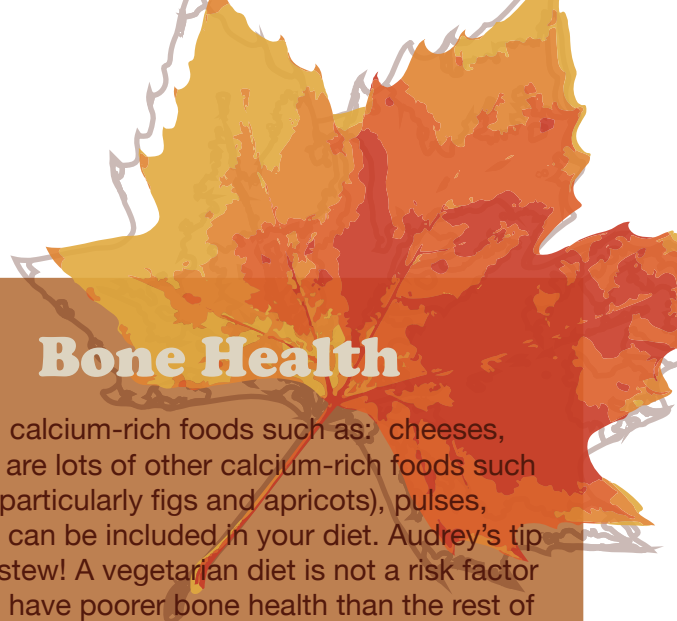 Bone Health
calcium-rich foods such as:  cheeses,
are lots of other calcium-rich foods such
particularly figs and apricots), pulses,
can be included in your diet. Audrey’s tip
stew! A vegetarian diet is not a risk factor
have poorer bone health than the rest of